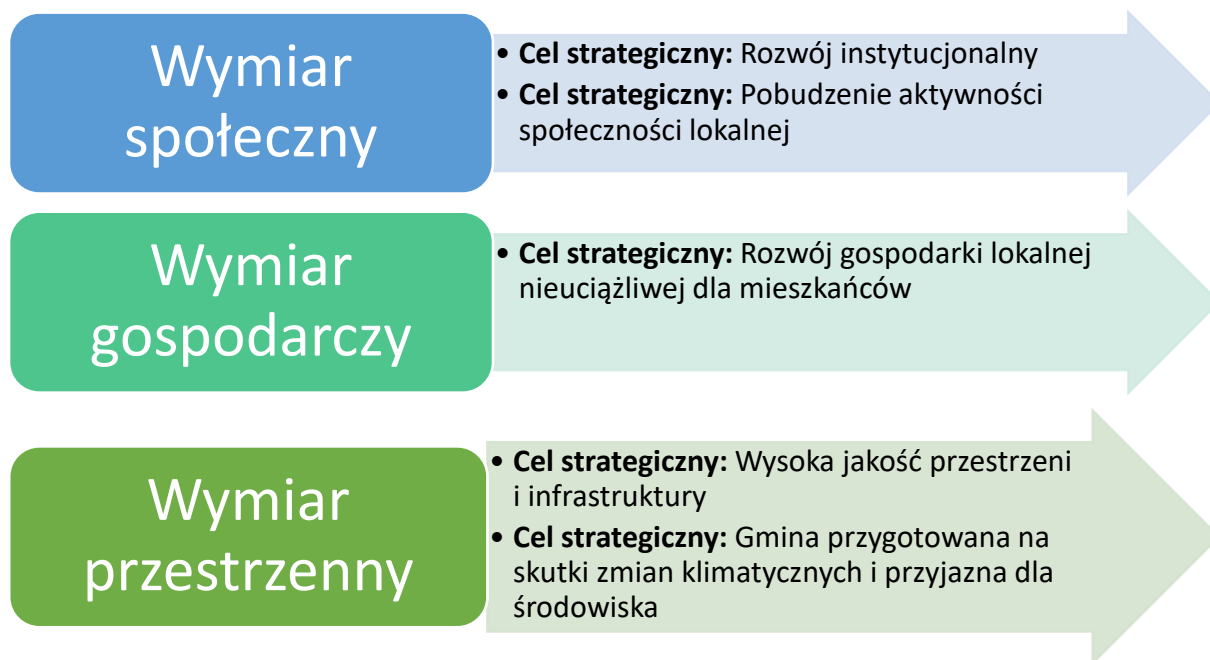 Wymiar
społeczny
• Cel strategiczny: Rozwój instytucjonalny
• Cel strategiczny: Pobudzenie aktywności
społeczności lokalnej
Wymiar
gospodarczy
• Cel strategiczny: Rozwój gospodarki lokalnej
nieuciążliwej dla mieszkańców
Wymiar
przestrzenny
• Cel strategiczny: Wysoka jakość przestrzeni
i infrastruktury
• Cel strategiczny: Gmina przygotowana na
skutki zmian klimatycznych i przyjazna dla
środowiska